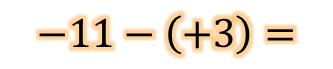 −11 − (+3) =